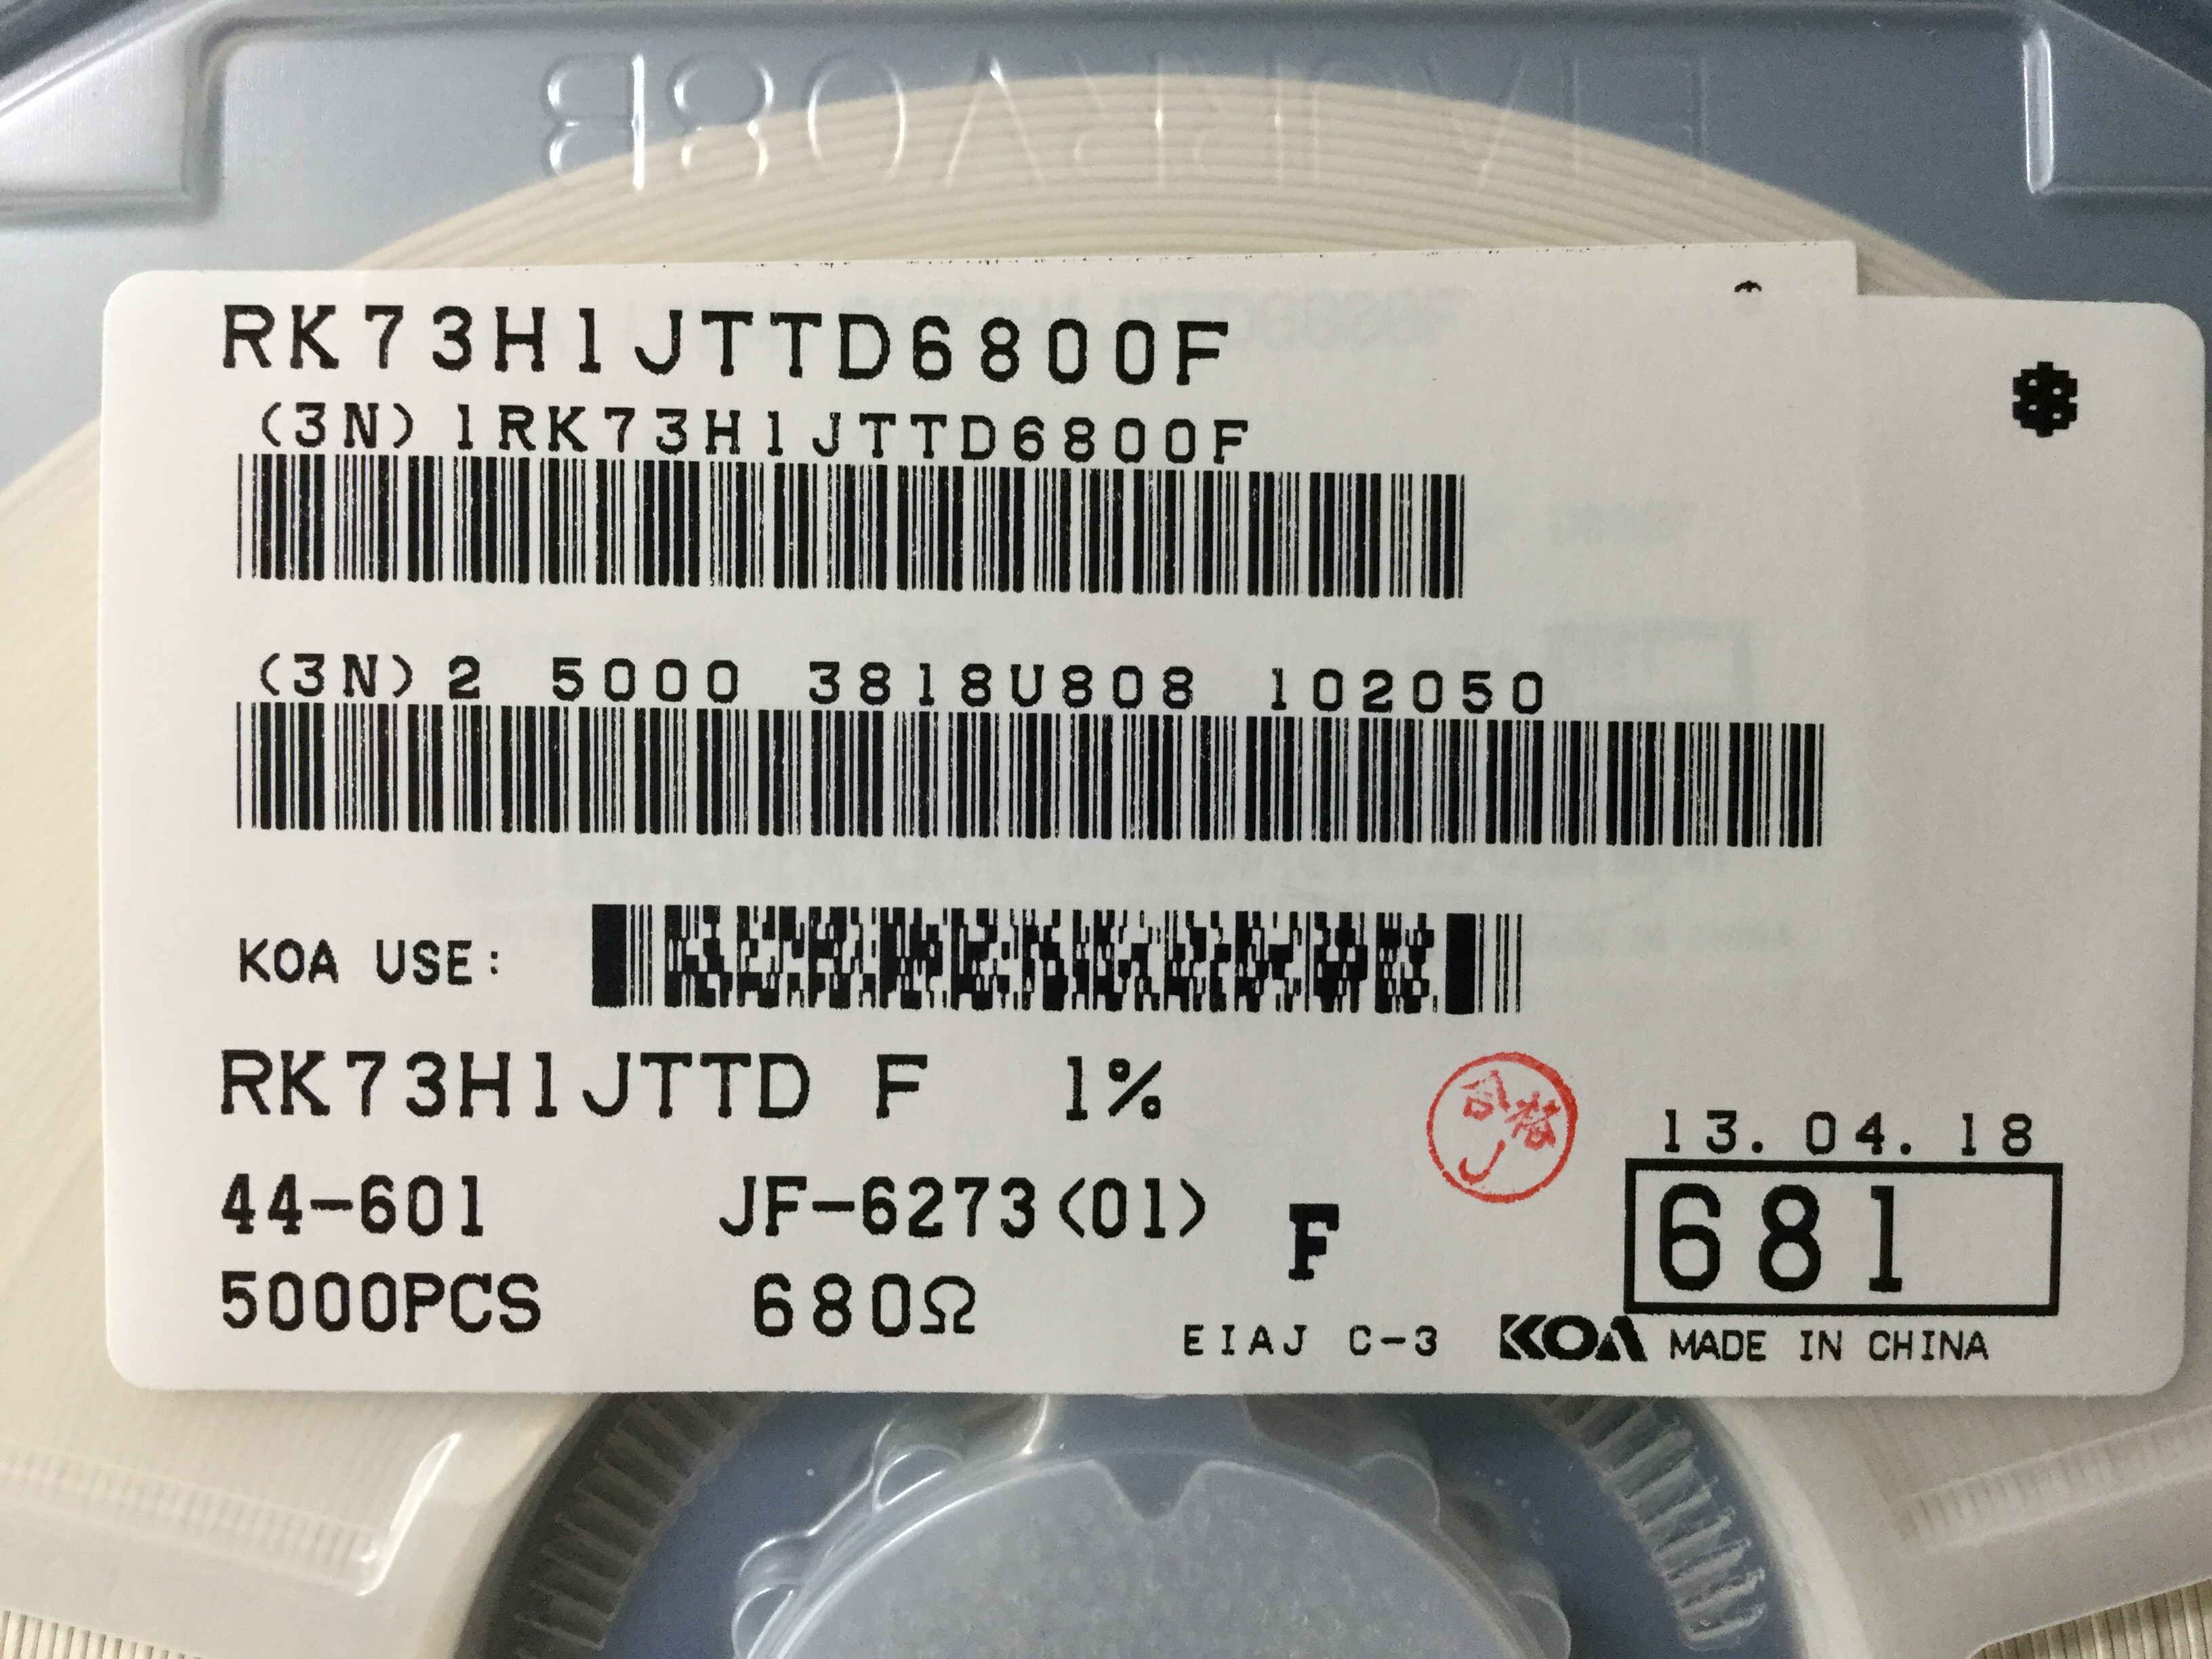 RK73H1JTTD6800F
(3N)1RK73H1JTTD6800F
(3N)2 5000 3818U808 102050
KOA USE:
RK73H1JTTD F 1%
合格
J
13.04.18
44-601 JF-6273(01) F 681
5000PCS 680Ω
EIAJ C-3 KOA MADE IN CHINA